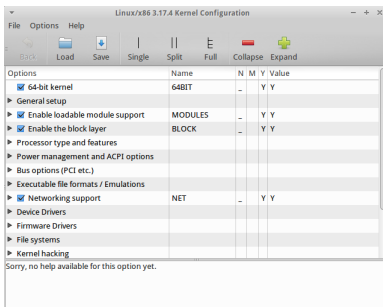 Linux/x86 3.17.4 Kernel Configuration
File Options Help
Back Load Save Single Split Full Collapse Expand
Options Name N M Y Value
64-bit kernel 64BIT _ Y Y
General setup
Enable loadable module support MODULES _ Y Y
Enable the block layer BLOCK _ Y Y
Processor type and features
Power management and ACPI options
Bus options (PCI etc.)
Executable file formats / Emulations
Networking support NET _ Y Y
Device Drivers
Firmware Drivers
File systems
Kernel hacking
Sorry, no help available for this option yet.